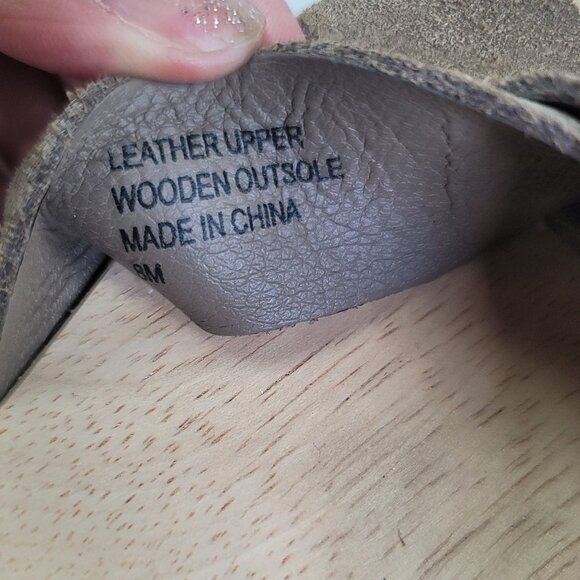 LEATHER UPPER
WOODEN OUTSOLE
MADE IN CHINA
8M